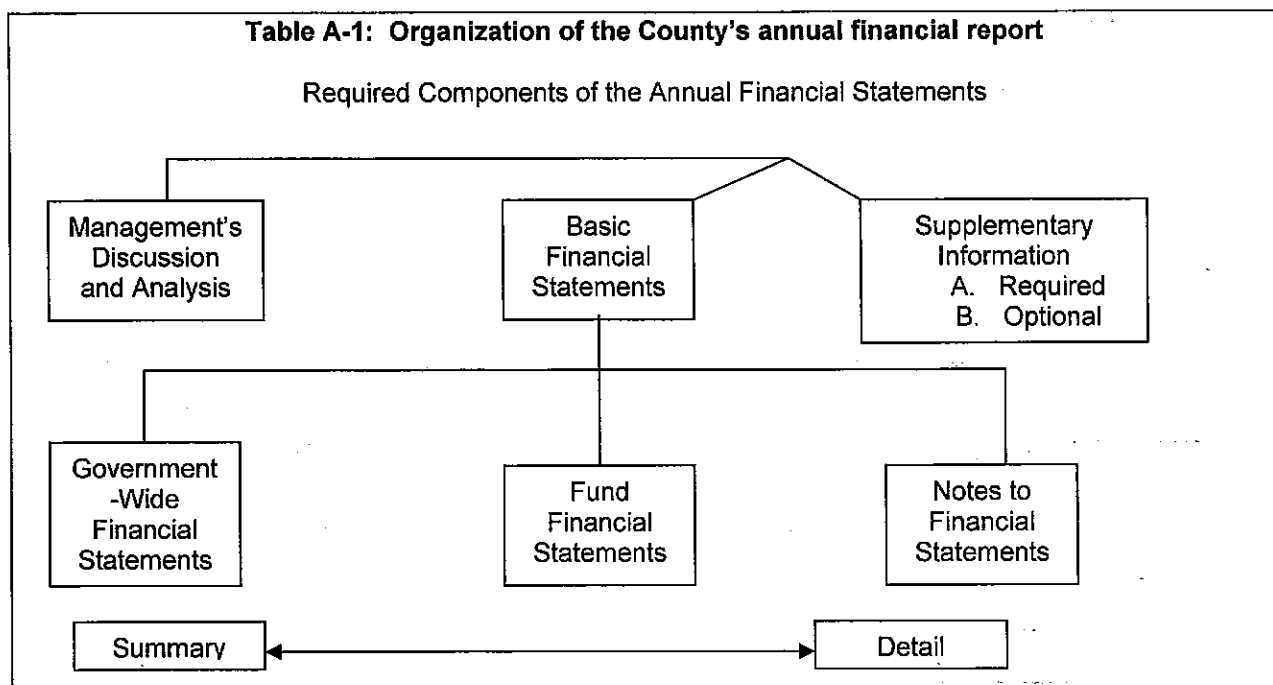 Table A-1: Organization of the County's annual financial report
Required Components of the Annual Financial Statements
Management's
Discussion
and Analysis
Basic
Financial
Statements
Supplementary
Information
A. Required
B. Optional
Government
-Wide
Financial
Statements
Fund
Financial
Statements
Notes to
Financial
Statements
Summary
Detail